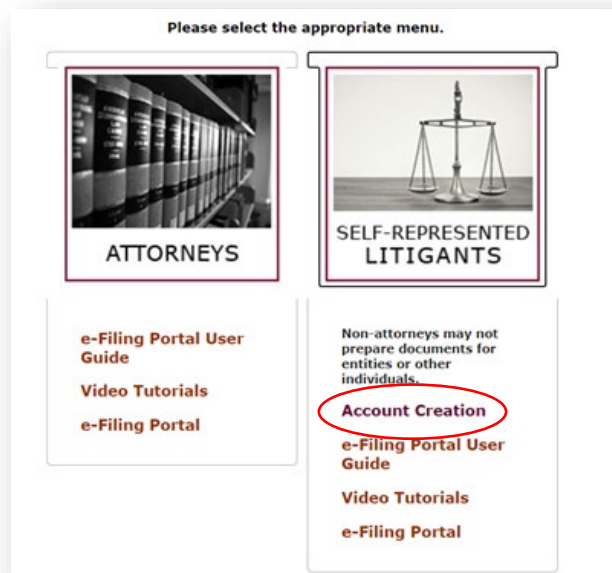 Please select the appropriate menu.
ATTORNEYS
e-Filing Portal User
Guide
Video Tutorials
e-Filing Portal
SELF-REPRESENTED
LITIGANTS
Non-attorneys may not
prepare documents for
entities or other
individuals.
Account Creation
e-Filing Portal User
Guide
Video Tutorials
e-Filing Portal